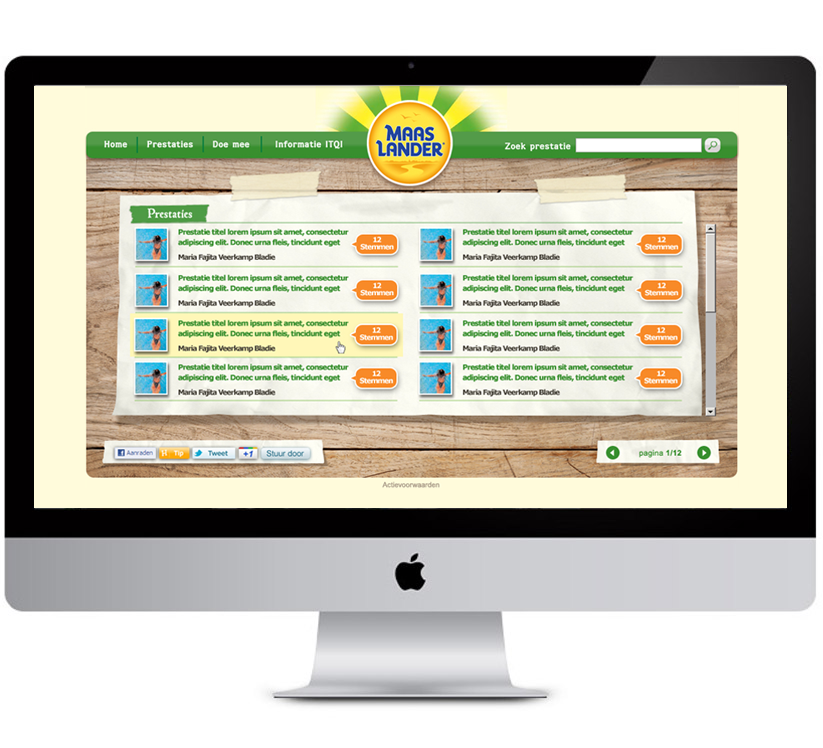 MAAS
LANDER
Home Prestaties Doe mee Informatie ITQI Zoek prestatie
Prestaties
Prestatie titel lorem ipsum sit amet, consectetur
adipiscing elit. Donec urna fleis, tincidunt eget
Maria Fajita Veerkamp Bladie
12
Stemmen
Prestatie titel lorem ipsum sit amet, consectetur
adipiscing elit. Donec urna fleis, tincidunt eget
Maria Fajita Veerkamp Bladie
12
Stemmen
Prestatie titel lorem ipsum sit amet, consectetur
adipiscing elit. Donec urna fleis, tincidunt eget
Maria Fajita Veerkamp Bladie
12
Stemmen
Prestatie titel lorem ipsum sit amet, consectetur
adipiscing elit. Donec urna fleis, tincidunt eget
Maria Fajita Veerkamp Bladie
12
Stemmen
Prestatie titel lorem ipsum sit amet, consectetur
adipiscing elit. Donec urna fleis, tincidunt eget
Maria Fajita Veerkamp Bladie
12
Stemmen
Prestatie titel lorem ipsum sit amet, consectetur
adipiscing elit. Donec urna fleis, tincidunt eget
Maria Fajita Veerkamp Bladie
12
Stemmen
Prestatie titel lorem ipsum sit amet, consectetur
adipiscing elit. Donec urna fleis, tincidunt eget
Maria Fajita Veerkamp Bladie
12
Stemmen
Prestatie titel lorem ipsum sit amet, consectetur
adipiscing elit. Donec urna fleis, tincidunt eget
Maria Fajita Veerkamp Bladie
12
Stemmen
Aanraden Tip Tweet +1 Stuur door
pagina 1/12
Actievoorwaarden